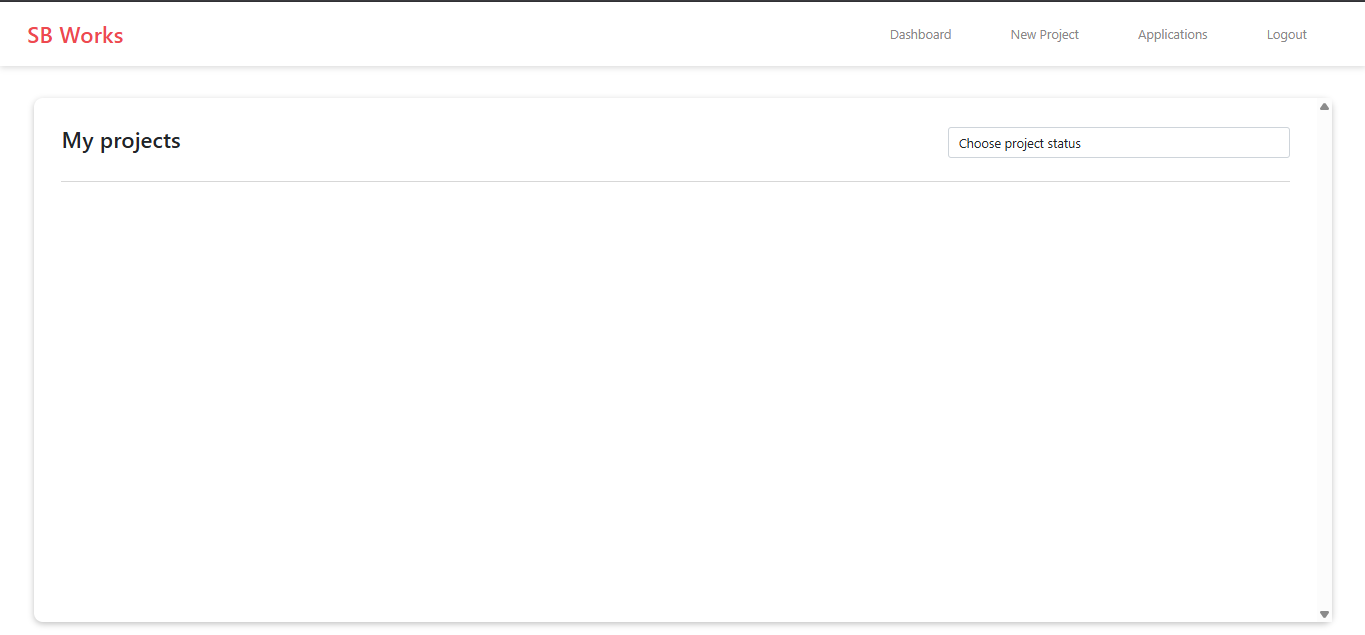 SB Works
Dashboard
New Project
Applications
Logout
My projects
Choose project status